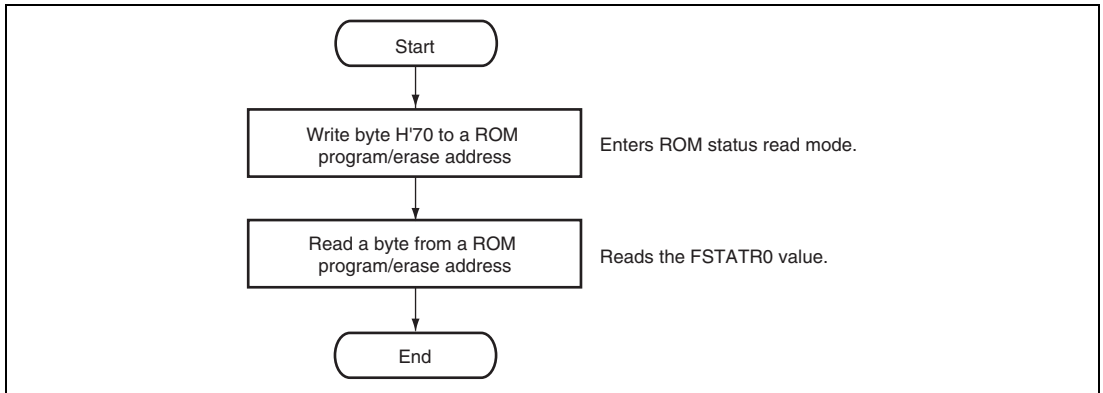 Start
Write byte H'70 to a ROM
program/erase address
Enters ROM status read mode.
Read a byte from a ROM
program/erase address
Reads the FSTATR0 value.
End